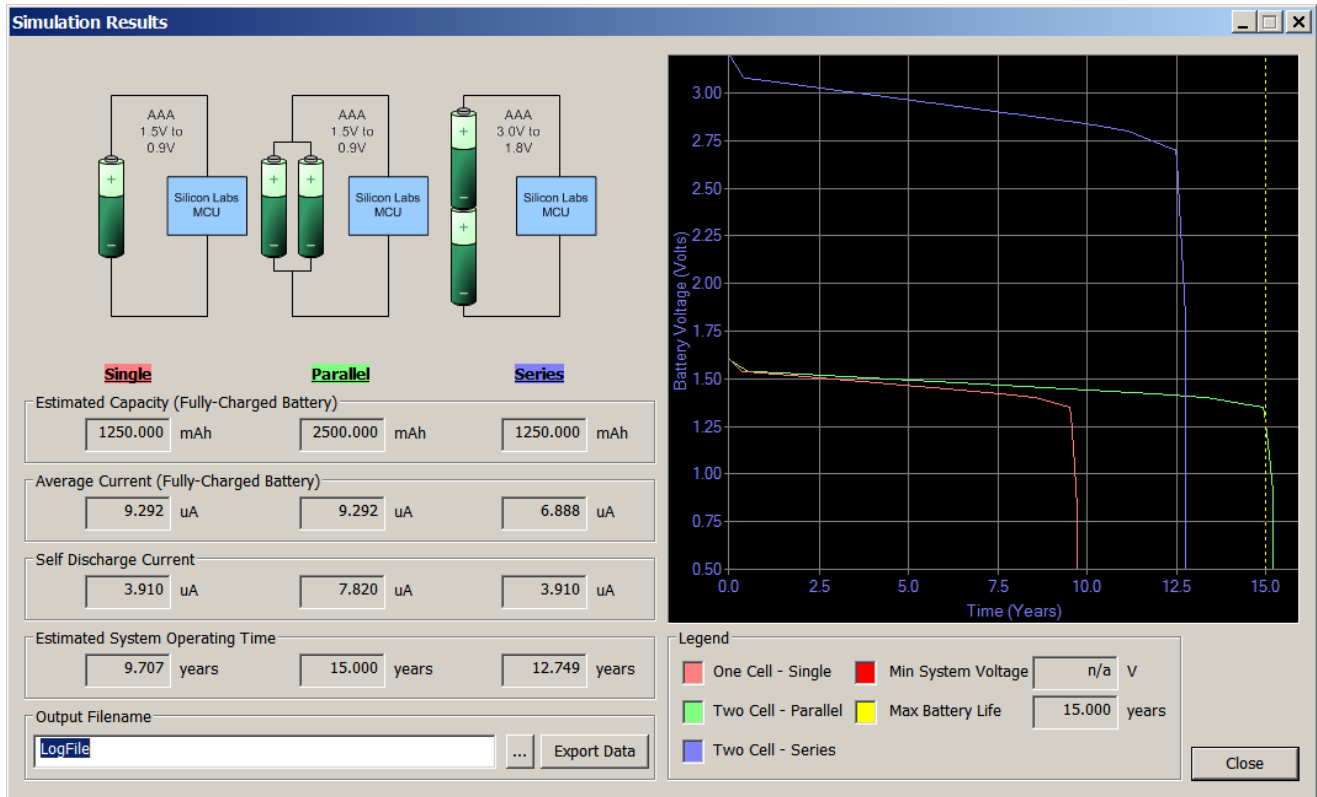 Simulation Results
AAA
1.5V to
0.9V
Silicon Labs
MCU
AAA
1.5V to
0.9V
Silicon Labs
MCU
AAA
3.0V to
1.8V
Silicon Labs
MCU
+
–
+
–
+
–
+
–
+
–
Single
Parallel
Series
Estimated Capacity (Fully-Charged Battery)
1250.000 mAh
2500.000 mAh
1250.000 mAh
Average Current (Fully-Charged Battery)
9.292 uA
9.292 uA
6.888 uA
Self Discharge Current
3.910 uA
7.820 uA
3.910 uA
Estimated System Operating Time
9.707 years
15.000 years
12.749 years
Output Filename
LogFile
...
Export Data
Battery Voltage (Volts)
3.00
2.75
2.50
2.25
2.00
1.75
1.50
1.25
1.00
0.75
0.50
0.0 2.5 5.0 7.5 10.0 12.5 15.0
Time (Years)
Legend
One Cell - Single
Min System Voltage n/a V
Two Cell - Parallel
Max Battery Life 15.000 years
Two Cell - Series
Close